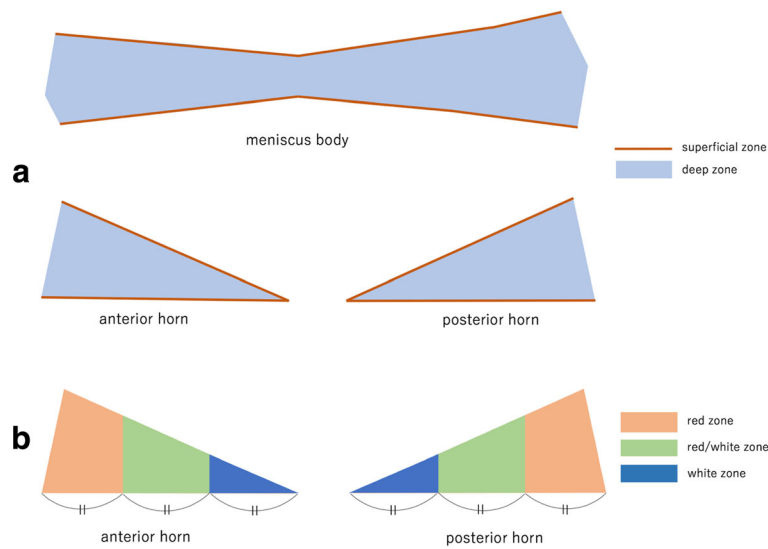 meniscus body
superficial zone
deep zone
a
anterior horn
posterior horn
b
red zone
red/white zone
white zone
anterior horn
posterior horn